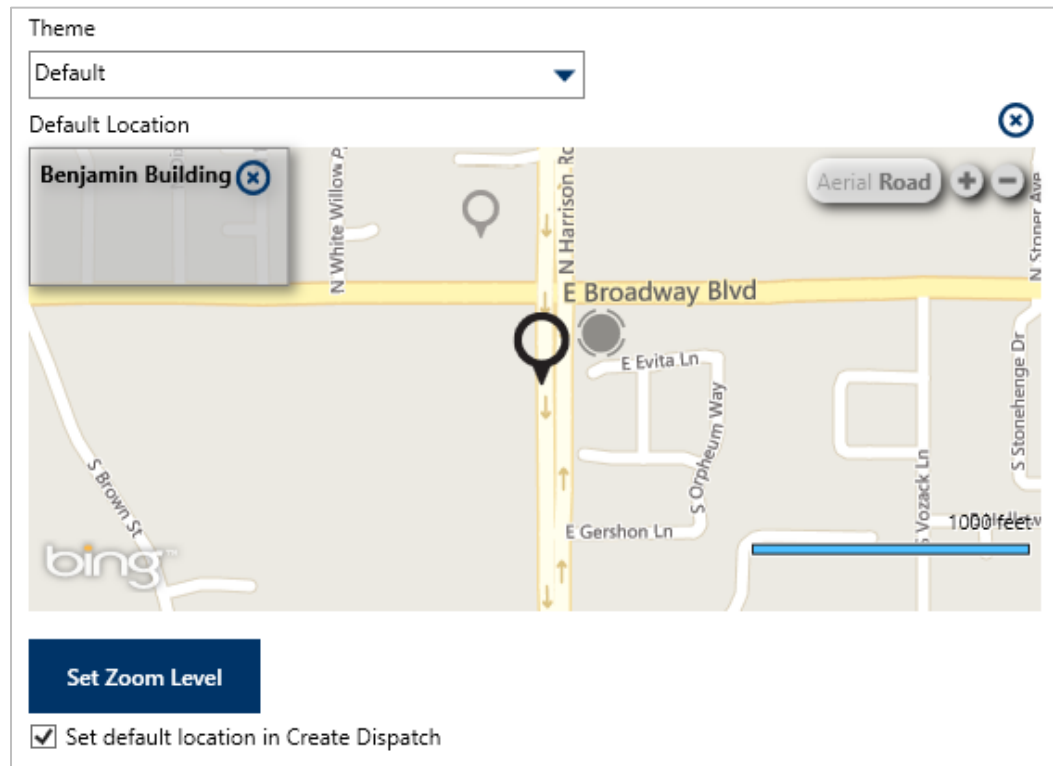 Theme
Default
Default Location
Benjamin Building
Aerial Road
N White Willow
N Harrison
N Stoner Ave
E Broadway Blvd
E Evita Ln
S Orpheum Way
S Stonehenge Dr
S Brown St
S Vozack Ln
1000 feet
E Gershon Ln
bing™
Set Zoom Level
Set default location in Create Dispatch